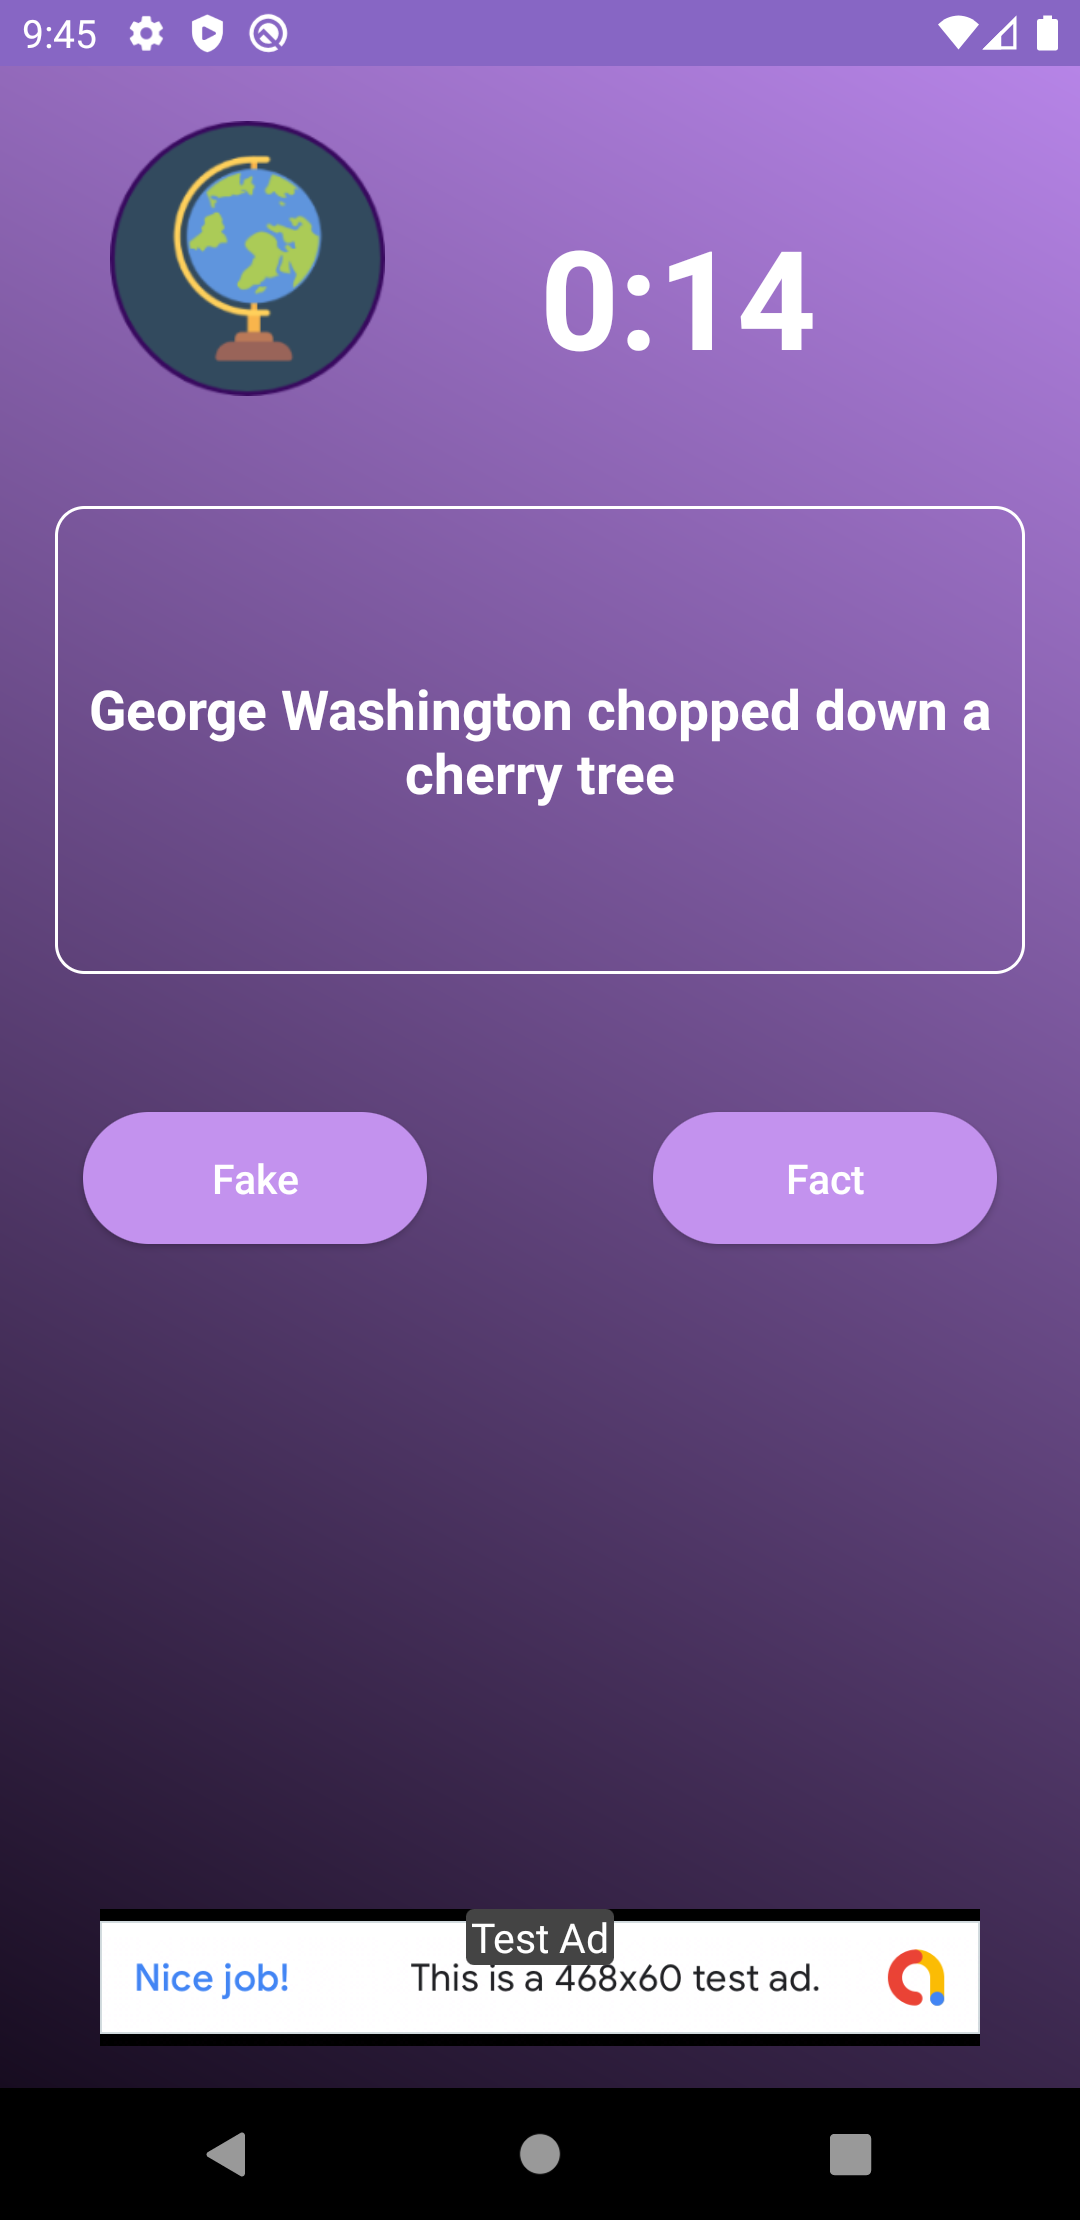 9:45
0:14
George Washington chopped down a
cherry tree
Fake
Fact
Test Ad
Nice job!
This is a 468x60 test ad.